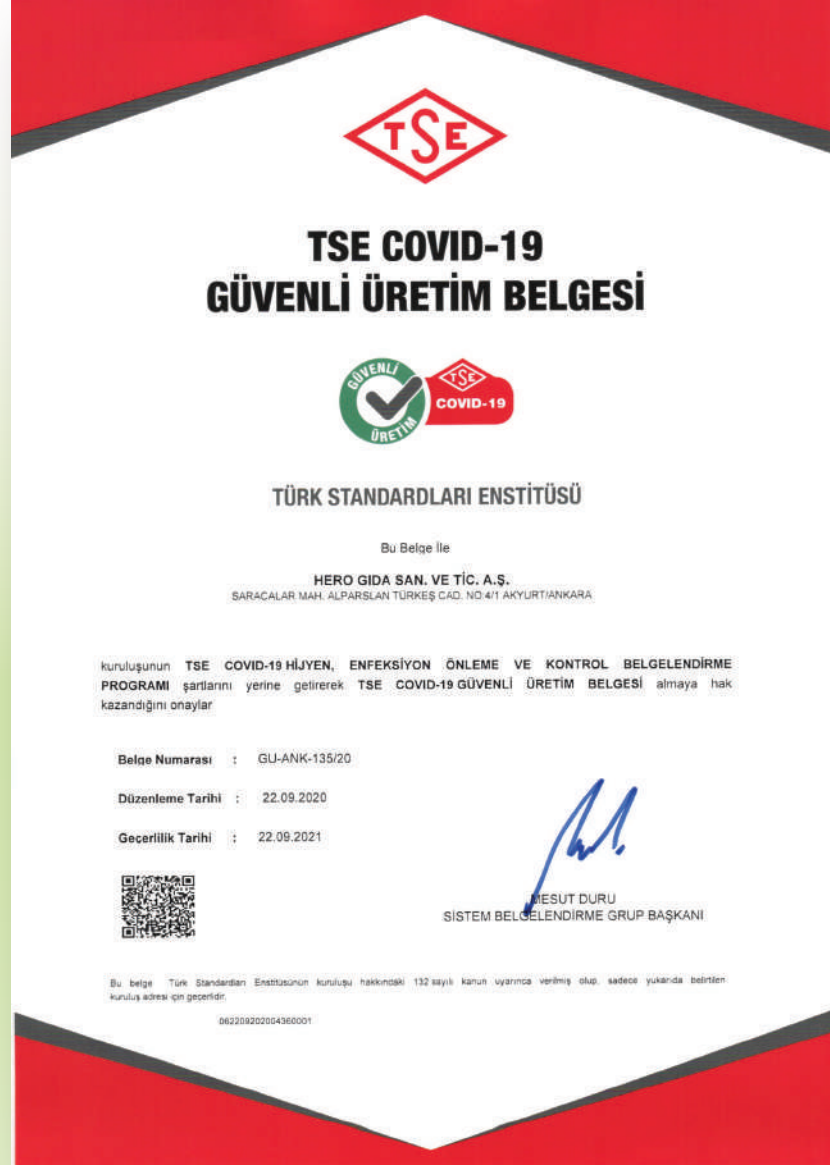 TSE
TSE COVID-19
GÜVENLİ ÜRETİM BELGESİ
GÜVENLİ
ÜRETİM
TSE
COVID-19
TÜRK STANDARDLARI ENSTİTÜSÜ
Bu Belge İle
HERO GIDA SAN. VE TİC. A.Ş.
SARACALAR MAH. ALPARSLAN TÜRKEŞ CAD. NO:4/1 AKYURT/ANKARA
kuruluşunun TSE COVID-19 HİJYEN, ENFEKSİYON ÖNLEME VE KONTROL BELGELENDİRME
PROGRAMI şartlarını yerine getirerek TSE COVID-19 GÜVENLİ ÜRETİM BELGESİ almaya hak
kazandığını onaylar
Belge Numarası : GU-ANK-135/20
Düzenleme Tarihi : 22.09.2020
Geçerlilik Tarihi : 22.09.2021
MESUT DURU
SİSTEM BELGELENDİRME GRUP BAŞKANI
Bu belge Türk Standardları Enstitüsünün kuruluşu hakkındaki 132 sayılı kanun uyarınca verilmiş olup, sadece yukarıda belirtilen
kuruluş adresi için geçerlidir.
062209202004360001